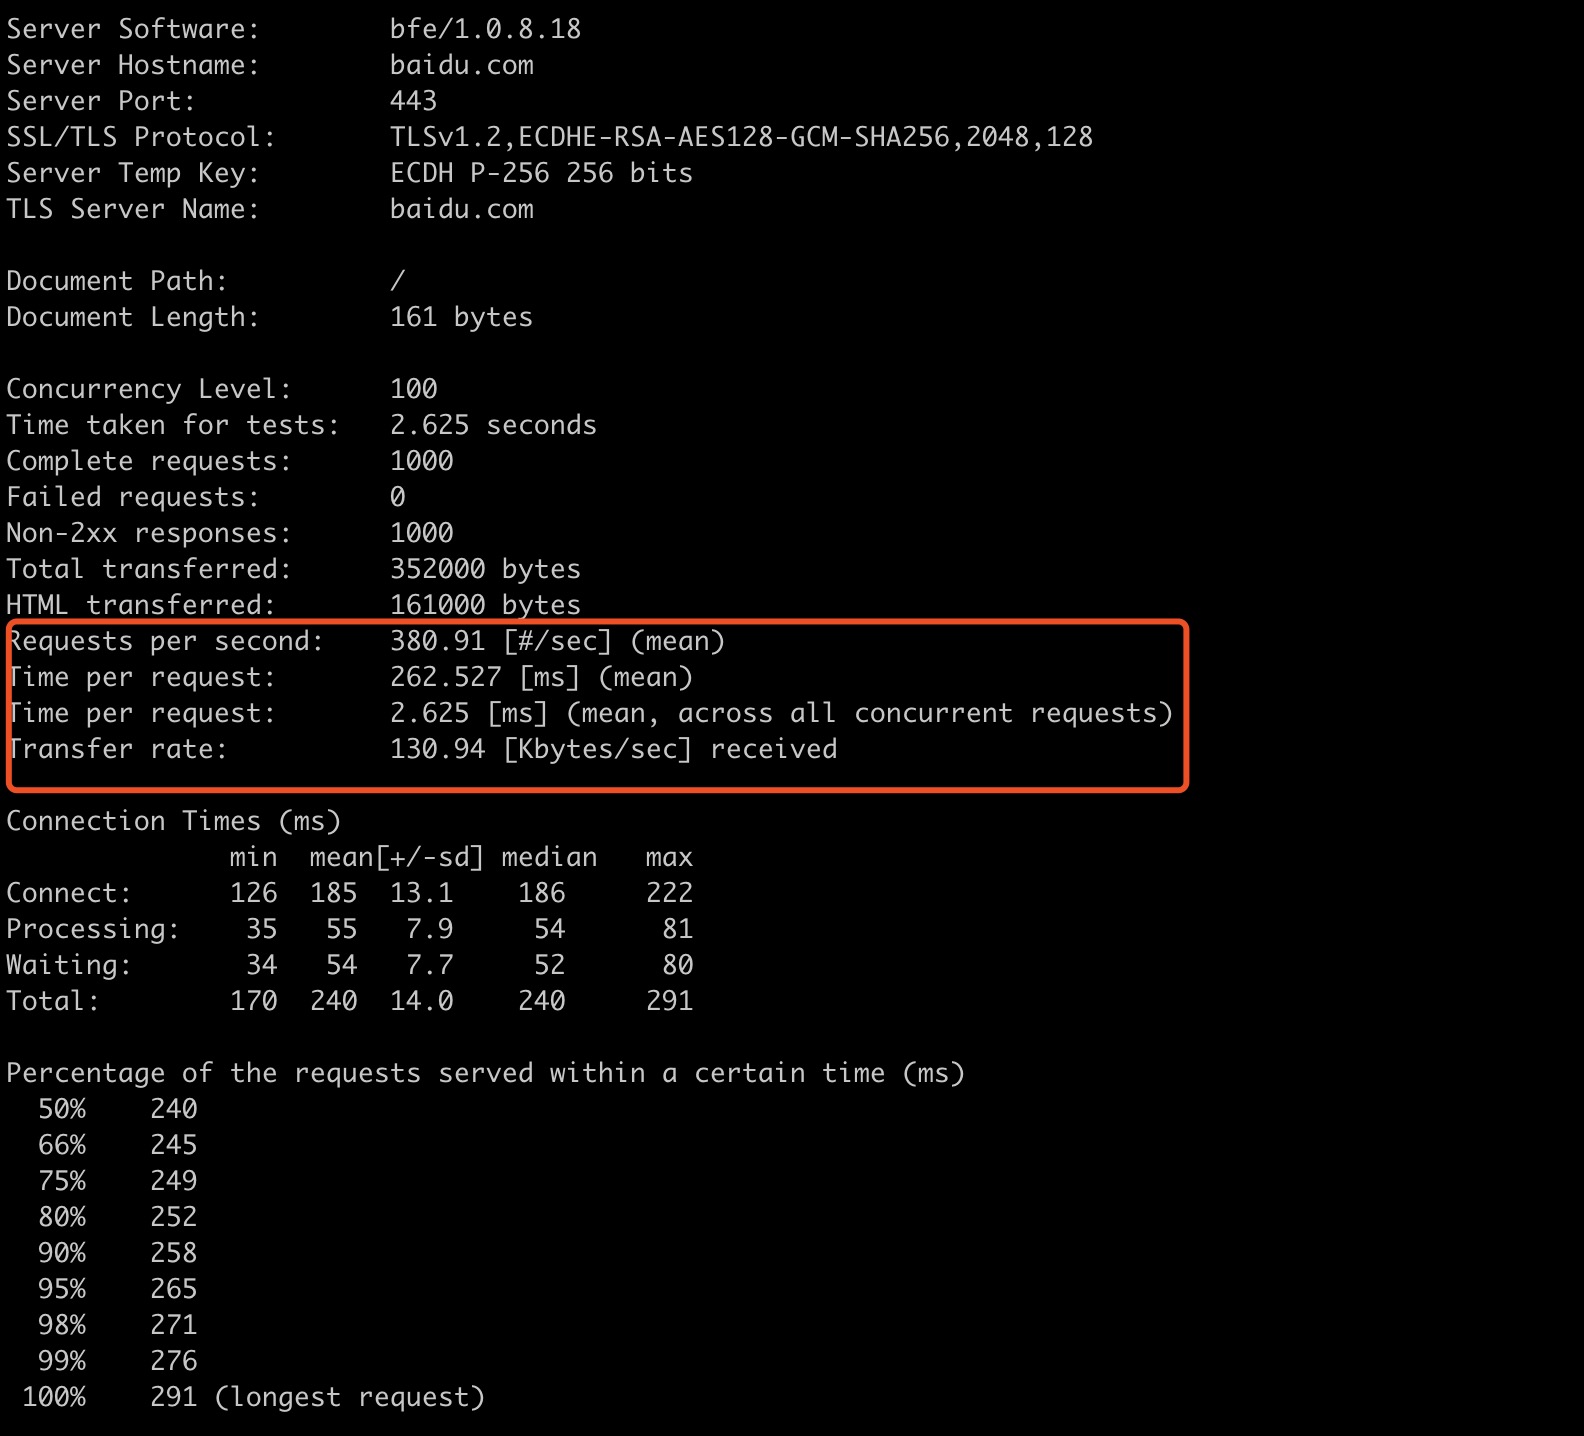 Server Software:        bfe/1.0.8.18
Server Hostname:        baidu.com
Server Port:            443
SSL/TLS Protocol:       TLSv1.2,ECDHE-RSA-AES128-GCM-SHA256,2048,128
Server Temp Key:        ECDH P-256 256 bits
TLS Server Name:        baidu.com

Document Path:          /
Document Length:        161 bytes

Concurrency Level:      100
Time taken for tests:   2.625 seconds
Complete requests:      1000
Failed requests:        0
Non-2xx responses:      1000
Total transferred:      352000 bytes
HTML transferred:       161000 bytes
Requests per second:    380.91 [#/sec] (mean)
Time per request:       262.527 [ms] (mean)
Time per request:       2.625 [ms] (mean, across all concurrent requests)
Transfer rate:          130.94 [Kbytes/sec] received

Connection Times (ms)
              min  mean[+/-sd] median   max
Connect:      126  185  13.1    186     222
Processing:    35   55   7.9     54      81
Waiting:       34   54   7.7     52      80
Total:        170  240  14.0    240     291

Percentage of the requests served within a certain time (ms)
  50%    240
  66%    245
  75%    249
  80%    252
  90%    258
  95%    265
  98%    271
  99%    276
 100%    291 (longest request)